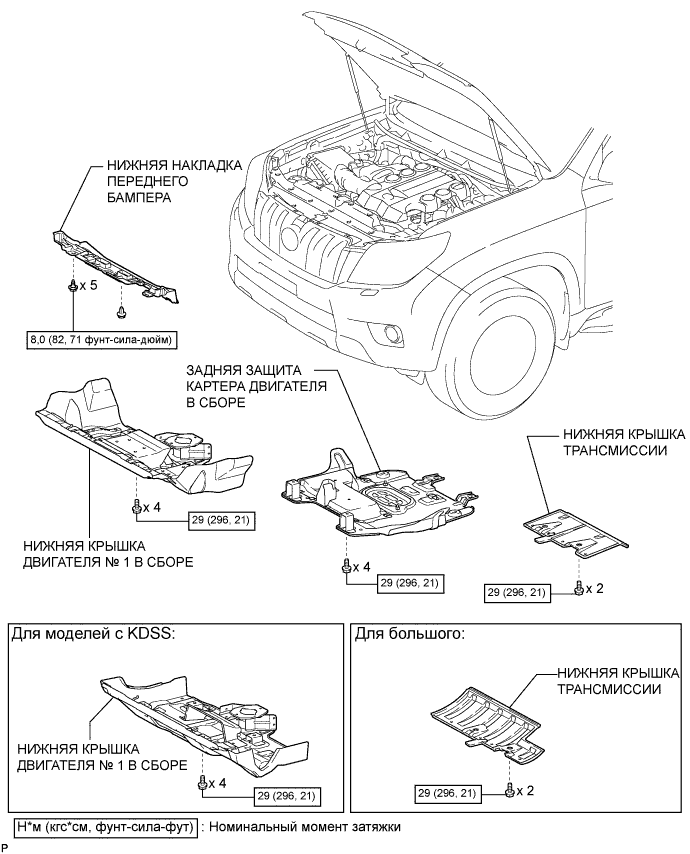 НИЖНЯЯ НАКЛАДКА
ПЕРЕДНЕГО
БАМПЕРА
x 5
8,0 (82, 71 фунт-сила-дюйм)
ЗАДНЯЯ ЗАЩИТА
КАРТЕРА ДВИГАТЕЛЯ
В СБОРЕ
НИЖНЯЯ КРЫШКА
ТРАНСМИССИИ
x 4
29 (296, 21)
НИЖНЯЯ КРЫШКА
ДВИГАТЕЛЯ № 1 В СБОРЕ
x 4
29 (296, 21)
x 2
29 (296, 21)
Для моделей с KDSS:
НИЖНЯЯ КРЫШКА
ДВИГАТЕЛЯ № 1 В СБОРЕ
x 4
29 (296, 21)
Для большого:
НИЖНЯЯ КРЫШКА
ТРАНСМИССИИ
x 2
29 (296, 21)
Н*м (кгс*см, фунт-сила-фут) : Номинальный момент затяжки
P